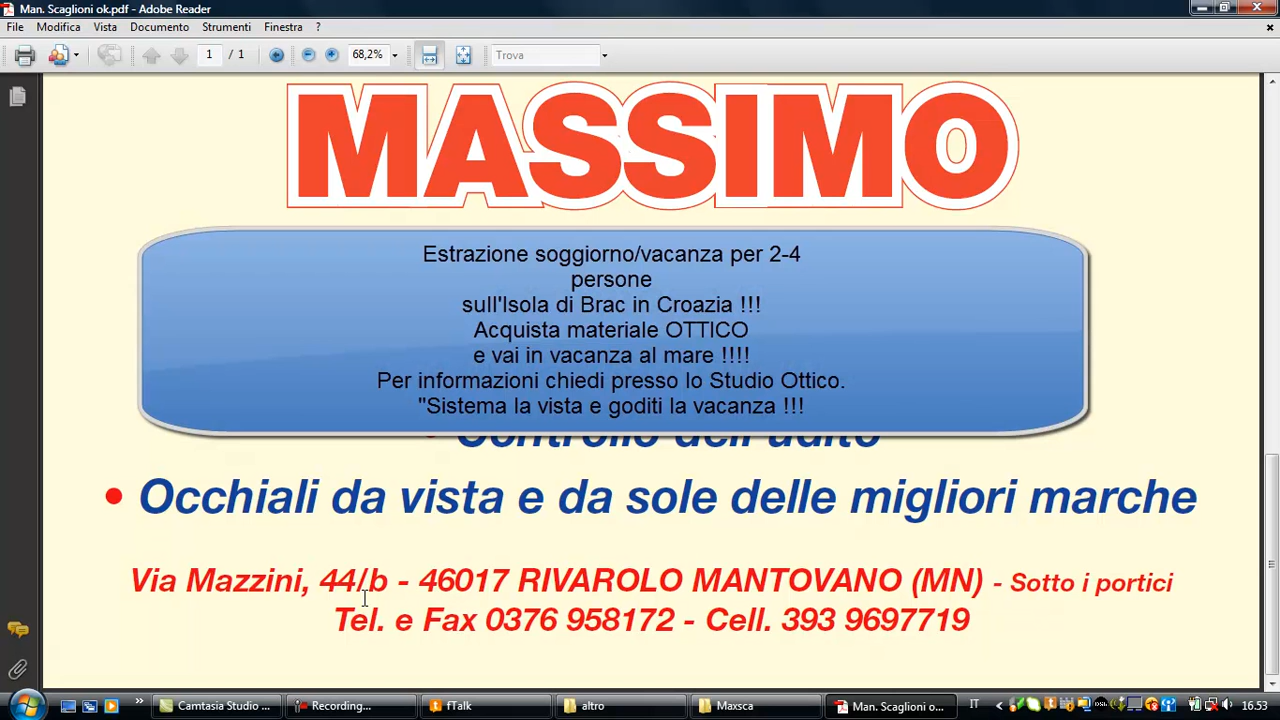 Man. Scaglioni ok.pdf - Adobe Reader
File Modifica Vista Documento Strumenti Finestra ?
1 / 1 68,2% Trova
MASSIMO
Estrazione soggiorno/vacanza per 2-4
persone
sull'Isola di Brac in Croazia !!!
Acquista materiale OTTICO
e vai in vacanza al mare !!!!
Per informazioni chiedi presso lo Studio Ottico.
"Sistema la vista e goditi la vacanza !!!
• Controllo dell'udito
• Occhiali da vista e da sole delle migliori marche
Via Mazzini, 44/b - 46017 RIVAROLO MANTOVANO (MN) - Sotto i portici
Tel. e Fax 0376 958172 - Cell. 393 9697719
Camtasia Studio ... Recording... fTalk altro Maxsca Man. Scaglioni o... IT 16.53